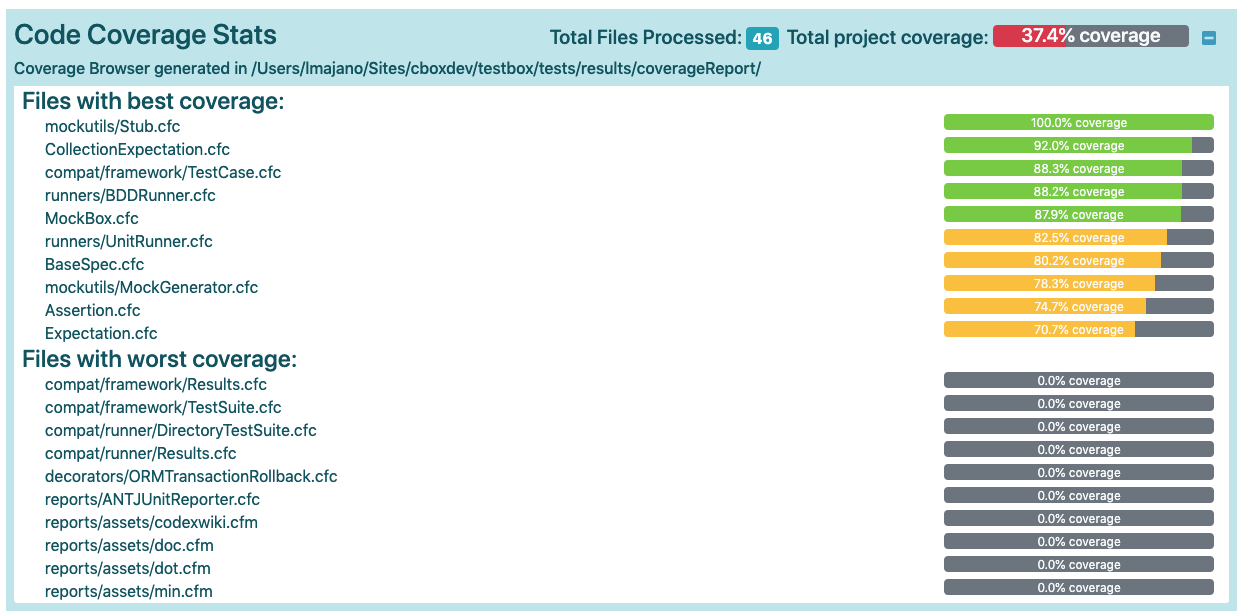 Code Coverage Stats Total Files Processed: 46 Total project coverage: 37.4% coverage
Coverage Browser generated in /Users/lmajano/Sites/cboxdev/testbox/tests/results/coverageReport/
Files with best coverage:
mockutils/Stub.cfc 100.0% coverage
CollectionExpectation.cfc 92.0% coverage
compat/framework/TestCase.cfc 88.3% coverage
runners/BDDRunner.cfc 88.2% coverage
MockBox.cfc 87.9% coverage
runners/UnitRunner.cfc 82.5% coverage
BaseSpec.cfc 80.2% coverage
mockutils/MockGenerator.cfc 78.3% coverage
Assertion.cfc 74.7% coverage
Expectation.cfc 70.7% coverage
Files with worst coverage:
compat/framework/Results.cfc 0.0% coverage
compat/framework/TestSuite.cfc 0.0% coverage
compat/runner/DirectoryTestSuite.cfc 0.0% coverage
compat/runner/Results.cfc 0.0% coverage
decorators/ORMTransactionRollback.cfc 0.0% coverage
reports/ANTJUnitReporter.cfc 0.0% coverage
reports/assets/codexwiki.cfm 0.0% coverage
reports/assets/doc.cfm 0.0% coverage
reports/assets/dot.cfm 0.0% coverage
reports/assets/min.cfm 0.0% coverage